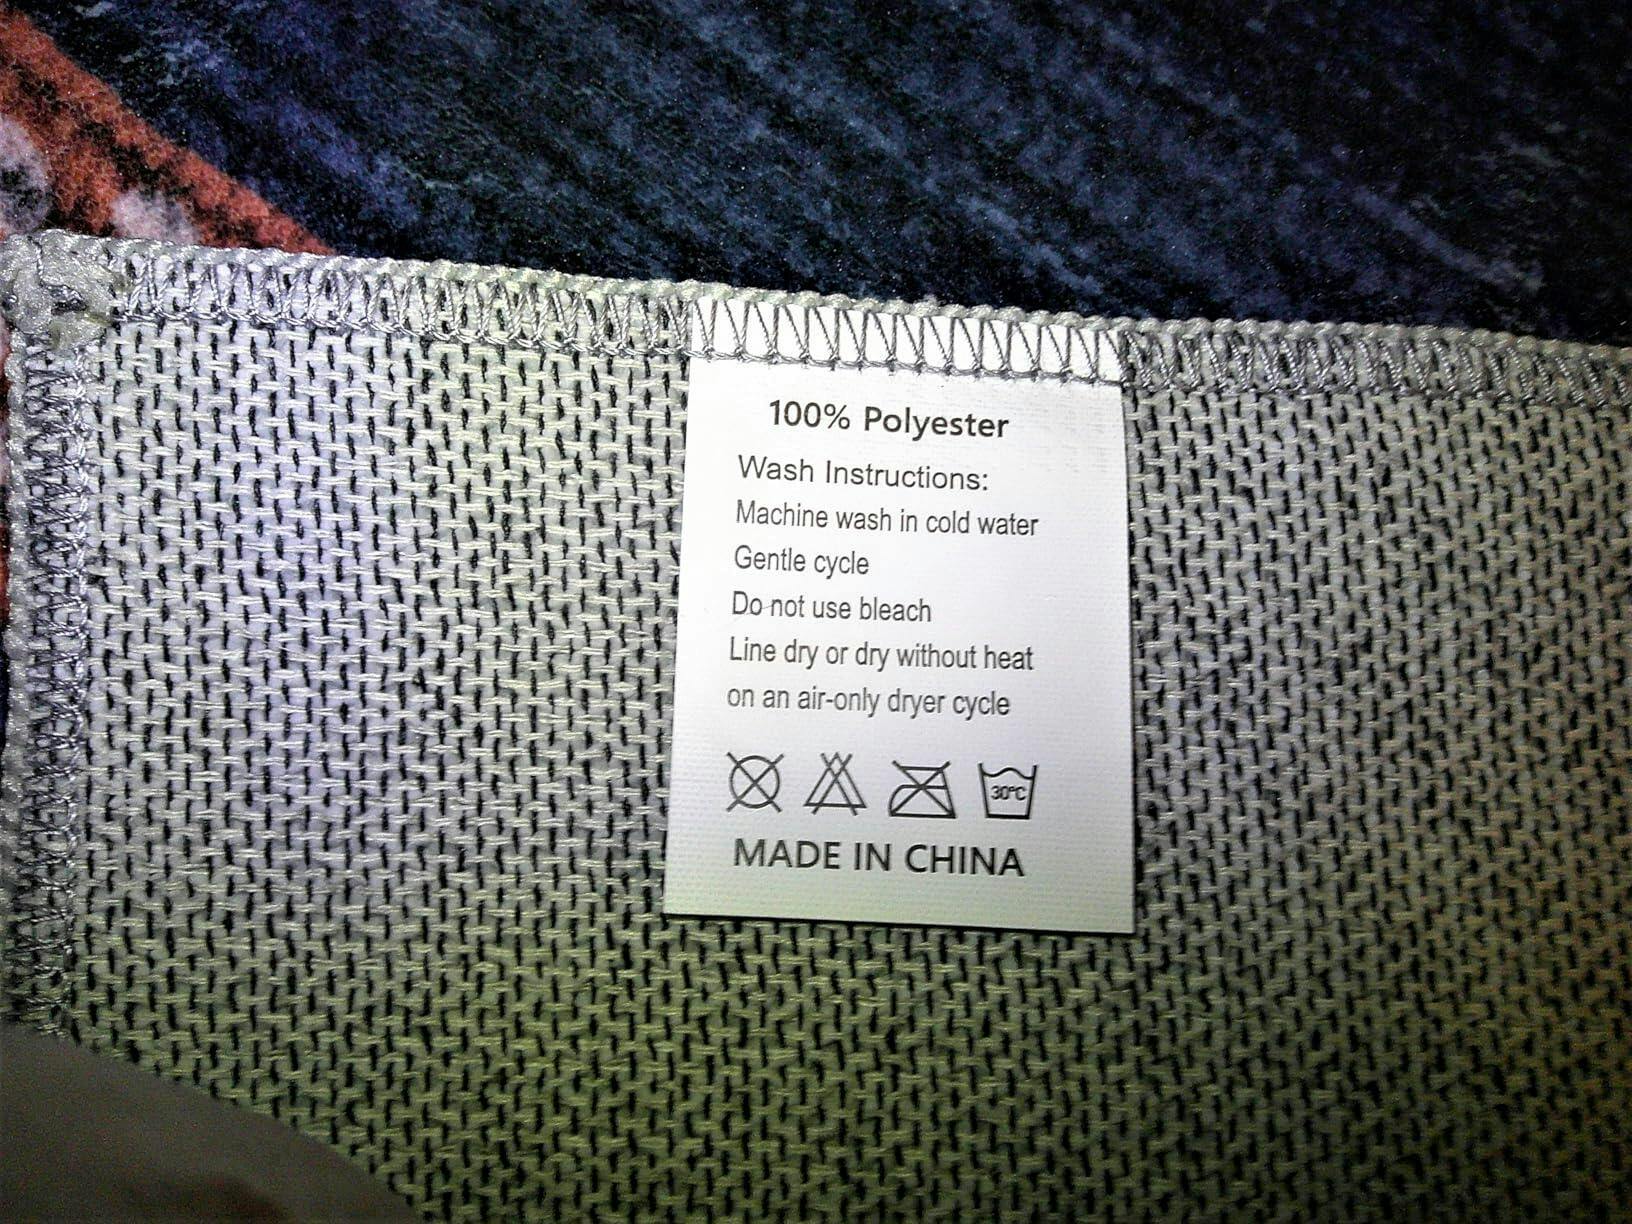 100% Polyester
Wash Instructions:
Machine wash in cold water
Gentle cycle
Do not use bleach
Line dry or dry without heat
on an air-only dryer cycle
30°C
MADE IN CHINA